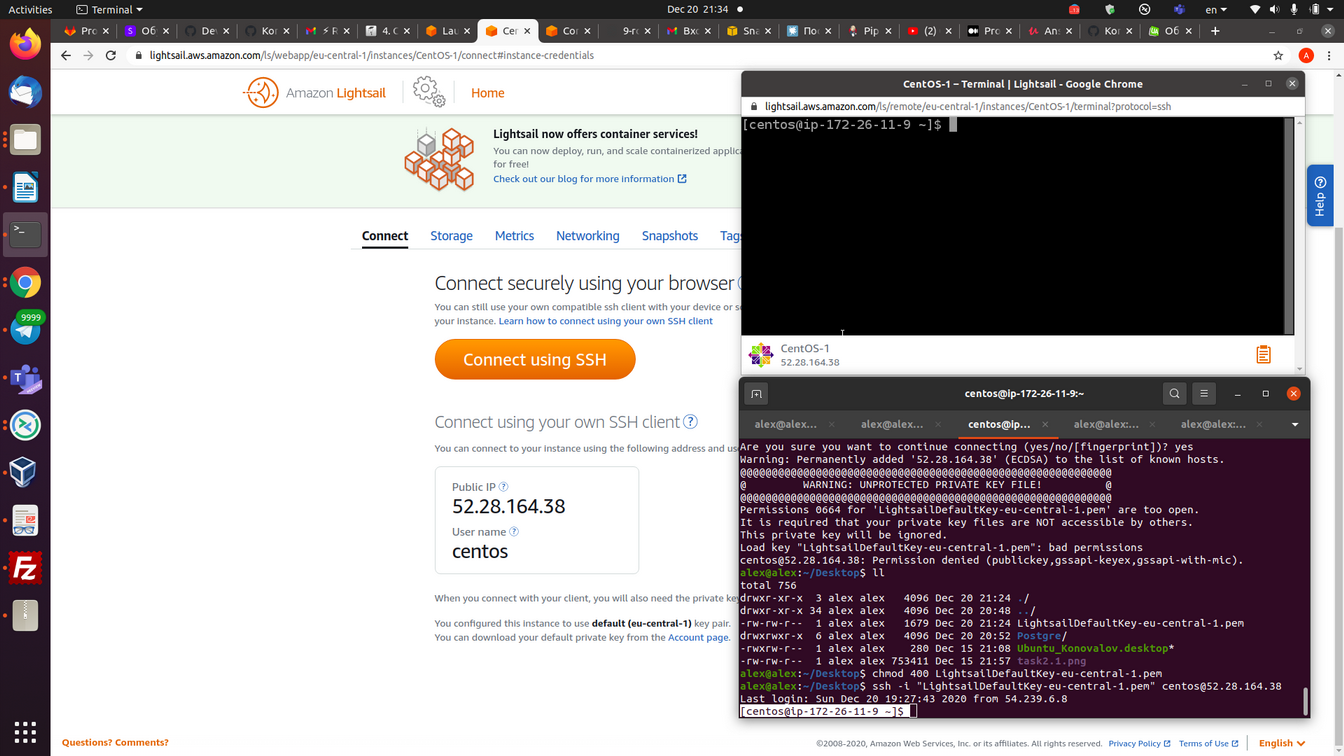 Activities
Terminal
Dec 20 21:34
en
Pro
Об
Dev
Kor
⚡ R
4. C
Lau
Cen
Con
9-го
Вхо
Sna
Пос
Pip
(2)
Pro
Ans
Кон
Об
lightsail.aws.amazon.com/ls/webapp/eu-central-1/instances/CentOS-1/connect#instance-credentials
A
Amazon Lightsail
Home
Lightsail now offers container services!
You can now deploy, run, and scale containerized applica
for free!
Check out our blog for more information
Connect
Storage
Metrics
Networking
Snapshots
Tags
Connect securely using your browser
You can still use your own compatible ssh client with your device or so
your instance. Learn how to connect using your own SSH client
Connect using SSH
Connect using your own SSH client ?
You can connect to your instance using the following address and use
Public IP ?
52.28.164.38
User name ?
centos
When you connect with your client, you will also need the private key
You configured this instance to use default (eu-central-1) key pair.
You can download your default private key from the Account page.
Questions? Comments?
©2008-2020, Amazon Web Services, Inc. or its affiliates. All rights reserved.
Privacy Policy
Terms of Use
English
Help ?
9999
Fz
CentOS-1 – Terminal | Lightsail - Google Chrome
lightsail.aws.amazon.com/ls/remote/eu-central-1/instances/CentOS-1/terminal?protocol=ssh
[centos@ip-172-26-11-9 ~]$
CentOS-1
52.28.164.38
centos@ip-172-26-11-9:~
alex@alex...
alex@alex...
centos@ip...
alex@alex:...
alex@alex:...
Are you sure you want to continue connecting (yes/no/[fingerprint])? yes
Warning: Permanently added '52.28.164.38' (ECDSA) to the list of known hosts.
@@@@@@@@@@@@@@@@@@@@@@@@@@@@@@@@@@@@@@@@@@@@@@@@@@@@@@@@@@@
@         WARNING: UNPROTECTED PRIVATE KEY FILE!          @
@@@@@@@@@@@@@@@@@@@@@@@@@@@@@@@@@@@@@@@@@@@@@@@@@@@@@@@@@@@
Permissions 0664 for 'LightsailDefaultKey-eu-central-1.pem' are too open.
It is required that your private key files are NOT accessible by others.
This private key will be ignored.
Load key "LightsailDefaultKey-eu-central-1.pem": bad permissions
centos@52.28.164.38: Permission denied (publickey,gssapi-keyex,gssapi-with-mic).
alex@alex:~/Desktop$ ll
total 756
drwxr-xr-x  3 alex alex   4096 Dec 20 21:24 ./
drwxr-xr-x 34 alex alex   4096 Dec 20 20:48 ../
-rw-rw-r--  1 alex alex   1679 Dec 20 21:24 LightsailDefaultKey-eu-central-1.pem
drwxrwxr-x  6 alex alex   4096 Dec 20 20:52 Postgre/
-rwxrw-r--  1 alex alex    280 Dec 15 21:08 Ubuntu_Konovalov.desktop*
-rw-rw-r--  1 alex alex 753411 Dec 15 21:57 task2.1.png
alex@alex:~/Desktop$ chmod 400 LightsailDefaultKey-eu-central-1.pem
alex@alex:~/Desktop$ ssh -i "LightsailDefaultKey-eu-central-1.pem" centos@52.28.164.38
Last login: Sun Dec 20 19:27:43 2020 from 54.239.6.8
[centos@ip-172-26-11-9 ~]$